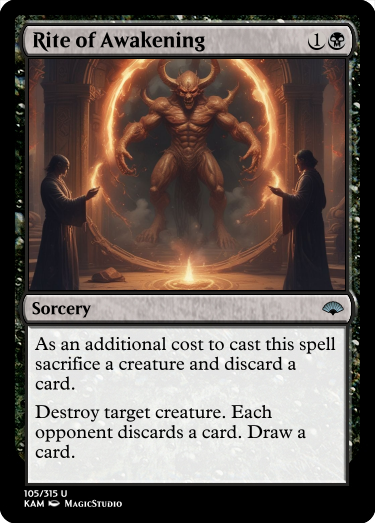 Rite of Awakening 1
Sorcery
As an additional cost to cast this spell
sacrifice a creature and discard a
card.
Destroy target creature. Each
opponent discards a card. Draw a
card.
105/315 U
KAM MagicStudio